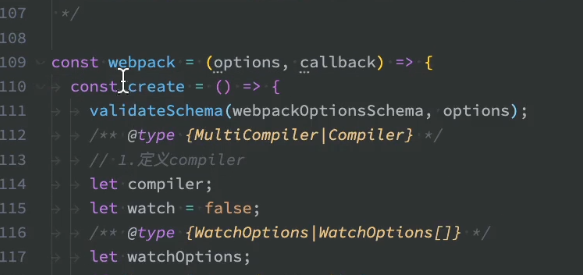 107 */
108
109 const webpack = (options, callback) => {
110 const create = () => {
111 validateSchema(webpackOptionsSchema, options);
112 /** @type {MultiCompiler|Compiler} */
113 // 1.定义compiler
114 let compiler;
115 let watch = false;
116 /** @type {WatchOptions|WatchOptions[]} */
117 let watchOptions;